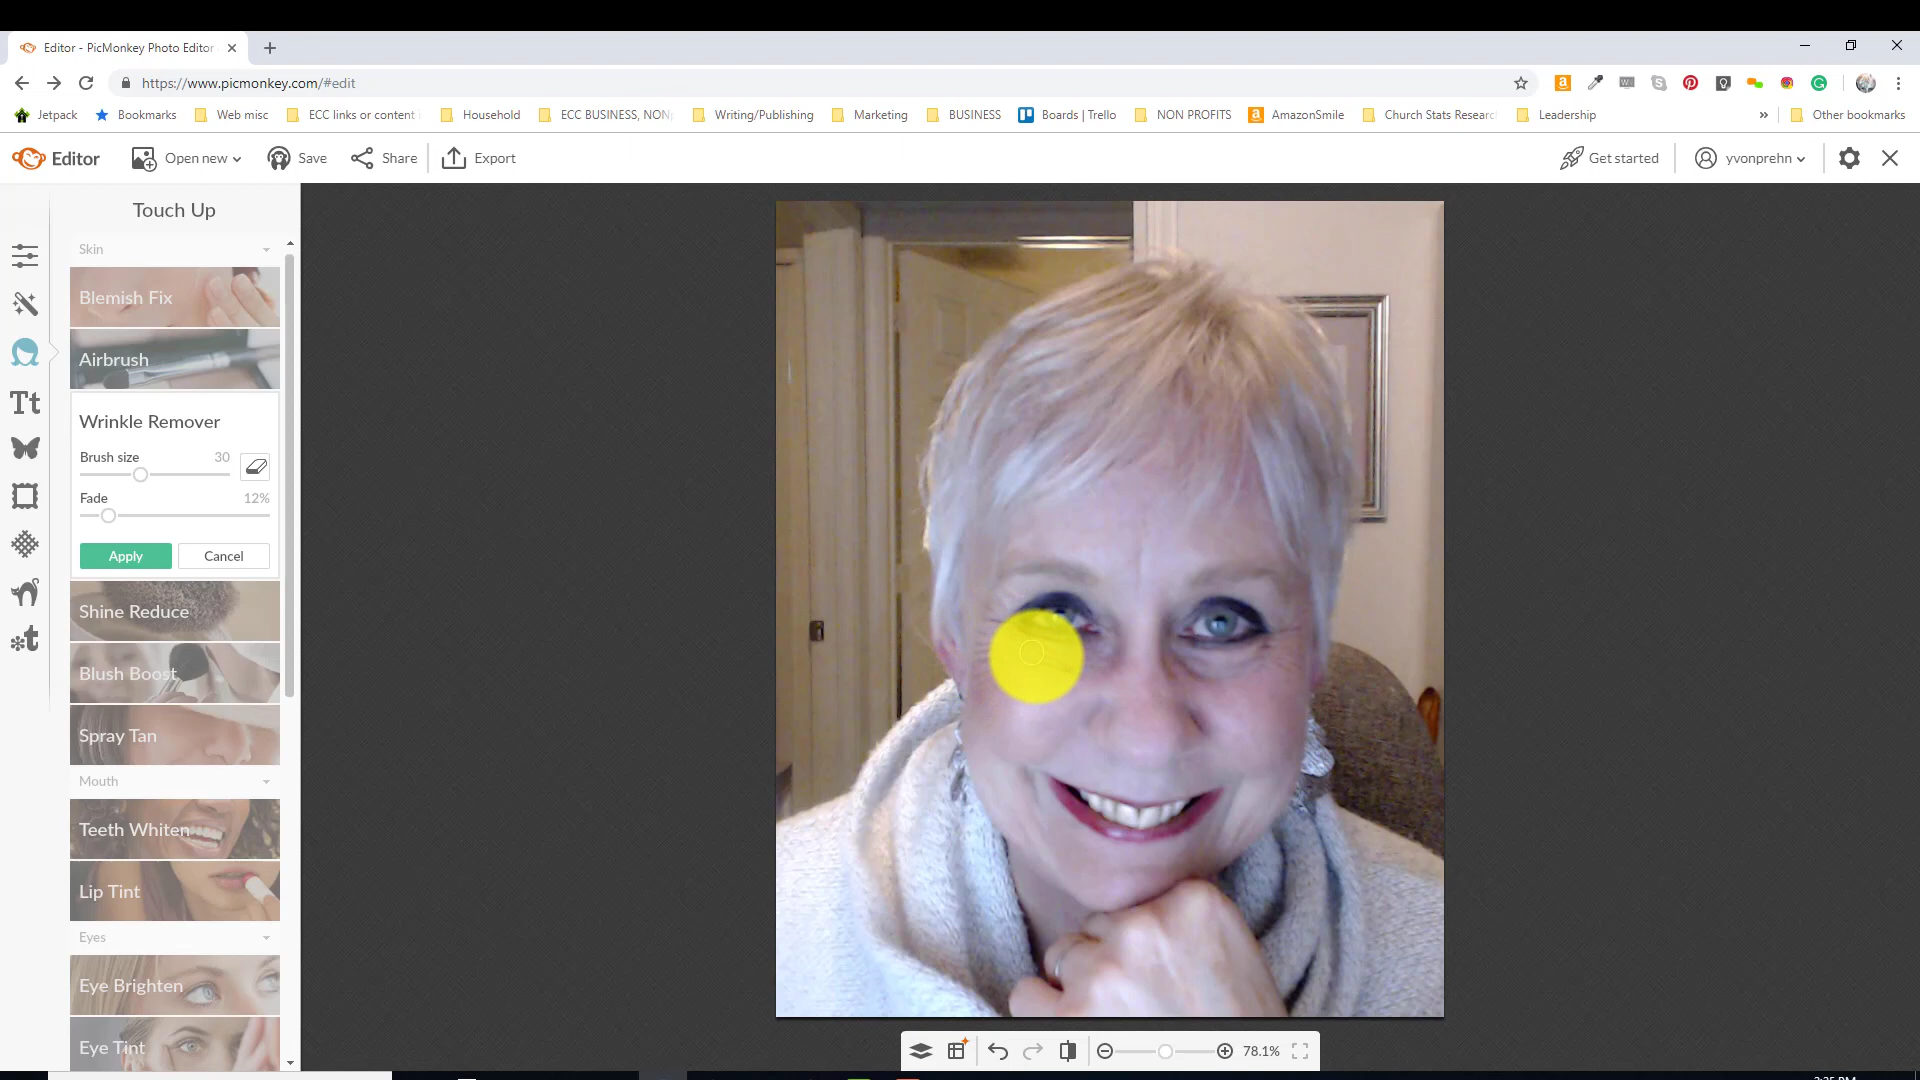 Editor - PicMonkey Photo Editor
https://www.picmonkey.com/#edit
Jetpack Bookmarks Web misc ECC links or content Household ECC BUSINESS, NON Writing/Publishing Marketing BUSINESS Boards | Trello NON PROFITS AmazonSmile Church Stats Researc Leadership » Other bookmarks
Editor Open new Save Share Export Get started yvonprehn
Touch Up
Skin
Blemish Fix
Airbrush
Wrinkle Remover
Brush size 30
Fade 12%
Apply Cancel
Shine Reduce
Blush Boost
Spray Tan
Mouth
Teeth Whiten
Lip Tint
Eyes
Eye Brighten
Eye Tint
Tt
t
78.1%